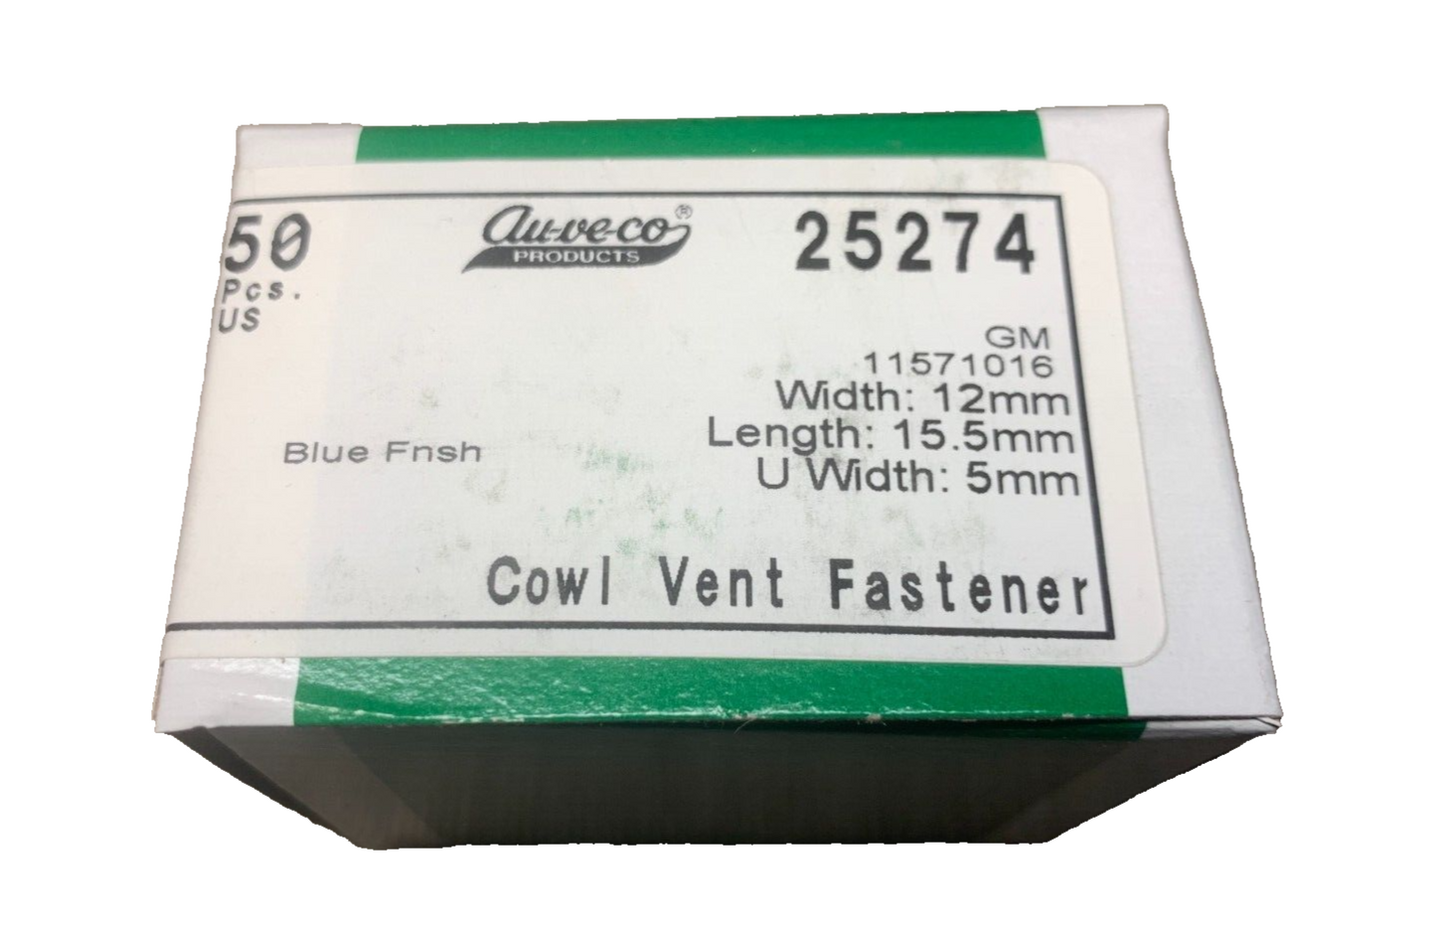 50
Pcs.
US
au-ve-co®
PRODUCTS
25274
GM
11571016
Width: 12mm
Length: 15.5mm
U Width: 5mm
Blue Fnsh
Cowl Vent Fastener